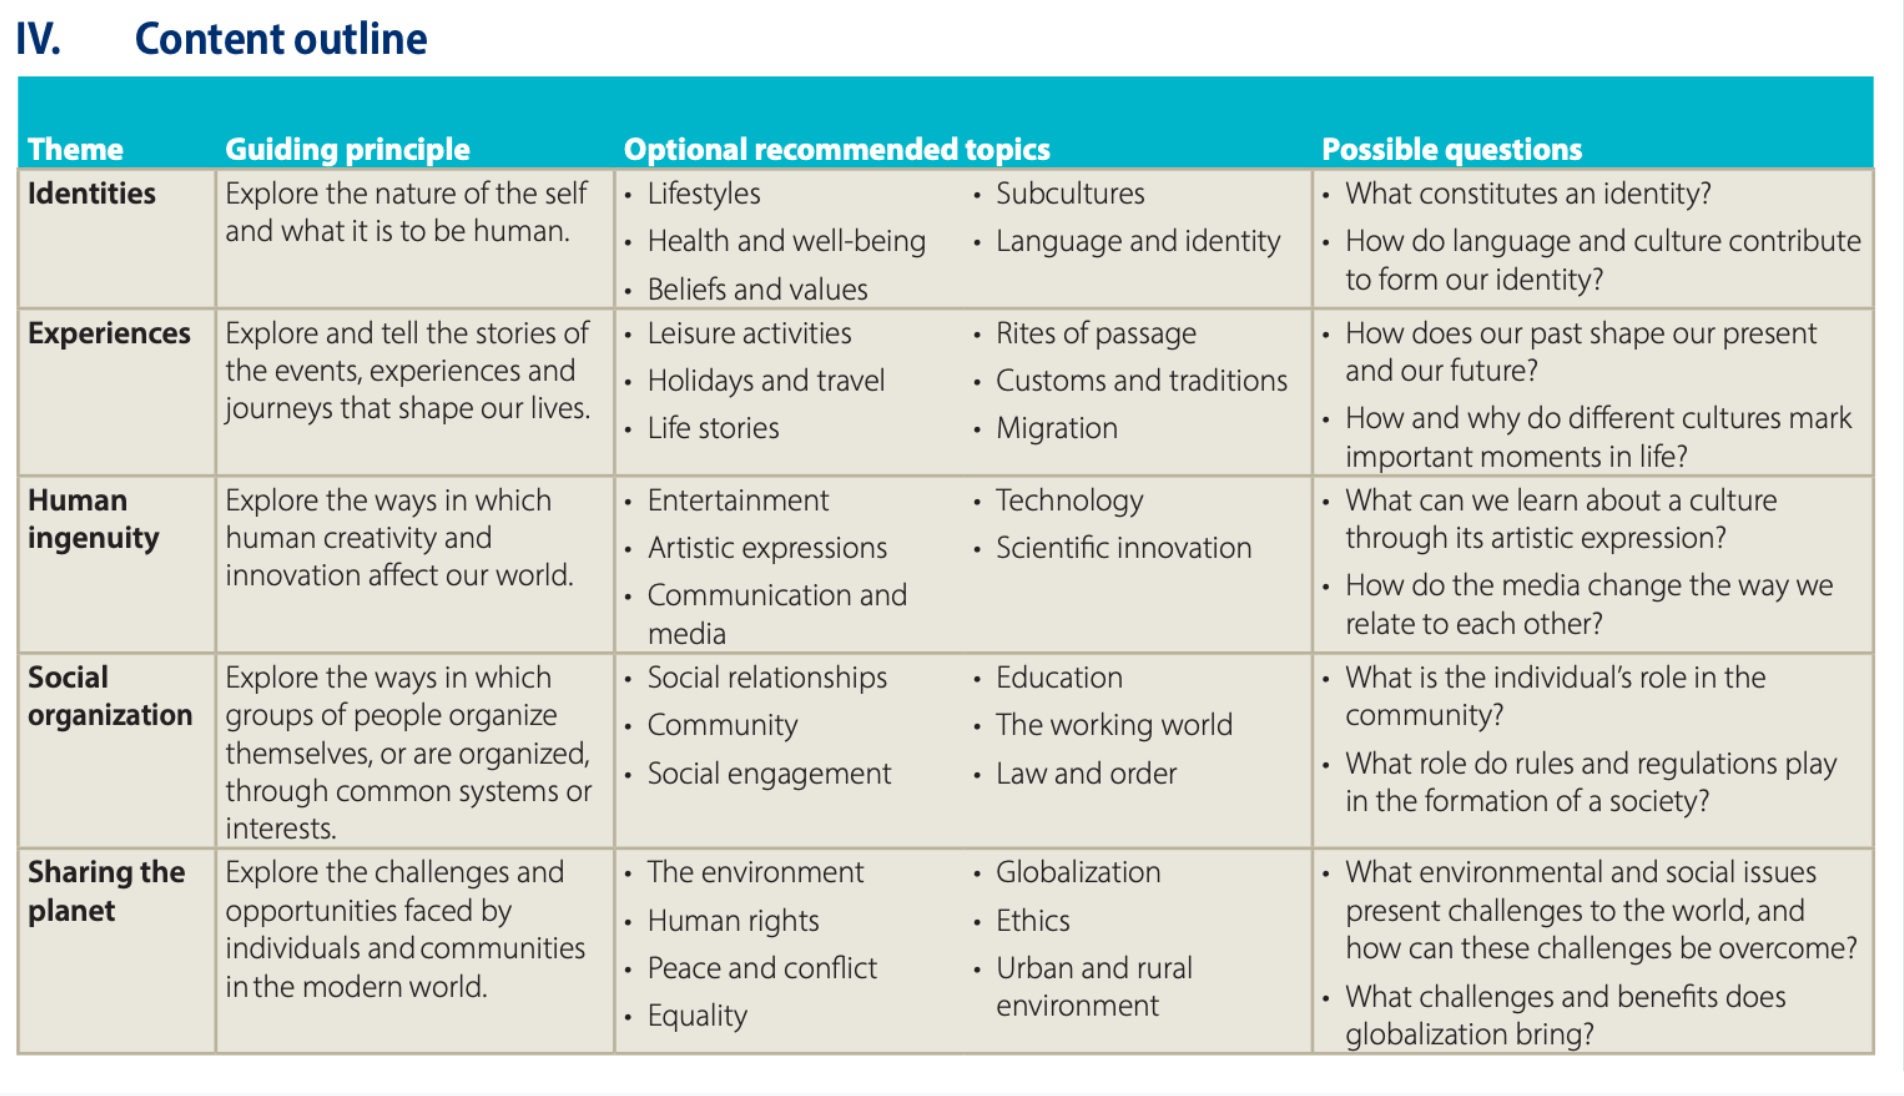 IV. Content outline
Theme
Guiding principle
Optional recommended topics
Possible questions
Identities
Explore the nature of the self
and what it is to be human.
• Lifestyles
• Health and well-being
• Beliefs and values
• Subcultures
• Language and identity
• What constitutes an identity?
• How do language and culture contribute
to form our identity?
Experiences
Explore and tell the stories of
the events, experiences and
journeys that shape our lives.
• Leisure activities
• Holidays and travel
• Life stories
• Rites of passage
• Customs and traditions
• Migration
• How does our past shape our present
and our future?
• How and why do different cultures mark
important moments in life?
Human
ingenuity
Explore the ways in which
human creativity and
innovation affect our world.
• Entertainment
• Artistic expressions
• Communication and
media
• Technology
• Scientific innovation
• What can we learn about a culture
through its artistic expression?
• How do the media change the way we
relate to each other?
Social
organization
Explore the ways in which
groups of people organize
themselves, or are organized,
through common systems or
interests.
• Social relationships
• Community
• Social engagement
• Education
• The working world
• Law and order
• What is the individual’s role in the
community?
• What role do rules and regulations play
in the formation of a society?
Sharing the
planet
Explore the challenges and
opportunities faced by
individuals and communities
in the modern world.
• The environment
• Human rights
• Peace and conflict
• Equality
• Globalization
• Ethics
• Urban and rural
environment
• What environmental and social issues
present challenges to the world, and
how can these challenges be overcome?
• What challenges and benefits does
globalization bring?